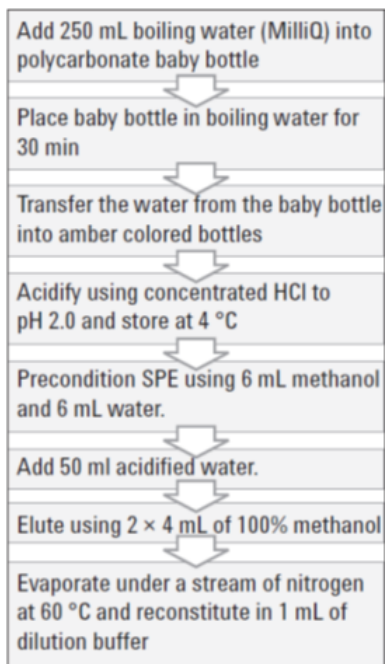 Add 250 mL boiling water (MilliQ) into
polycarbonate baby bottle
Place baby bottle in boiling water for
30 min
Transfer the water from the baby bottle
into amber colored bottles
Acidify using concentrated HCl to
pH 2.0 and store at 4 °C
Precondition SPE using 6 mL methanol
and 6 mL water.
Add 50 ml acidified water.
Elute using 2 × 4 mL of 100% methanol
Evaporate under a stream of nitrogen
at 60 °C and reconstitute in 1 mL of
dilution buffer